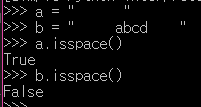 >>> a = "       "
>>> b = "    abcd    "
>>> a.isspace()
True
>>> b.isspace()
False
>>>